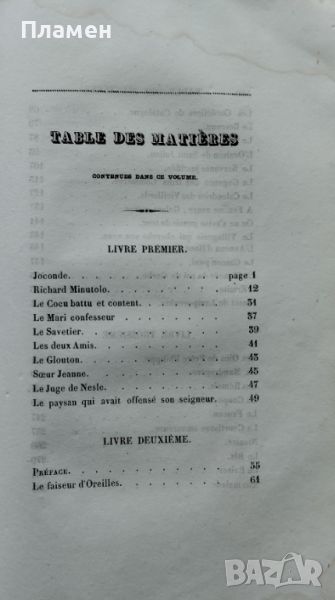 Пламен
TABLE DES MATIÈRES
CONTENUES DANS CE VOLUME.
LIVRE PREMIER.
Joconde. . . . . . . . . . page 1
Richard Minutolo. . . . . . . . . 12
Le Cocu battu et content. . . . . . . 31
Le Mari confesseur . . . . . . . . 37
Le Savetier. . . . . . . . . . . 39
Les deux Amis. . . . . . . . . . 41
Le Glouton. . . . . . . . . . . 43
Sœur Jeanne. . . . . . . . . . . 45
Le Juge de Nesle. . . . . . . . . 47
Le paysan qui avait offensé son seigneur. . . . 49
LIVRE DEUXIÈME.
Préface. . . . . . . . . . . . 55
Le faiseur d'Oreilles. . . . . . . . 61
БАZАР